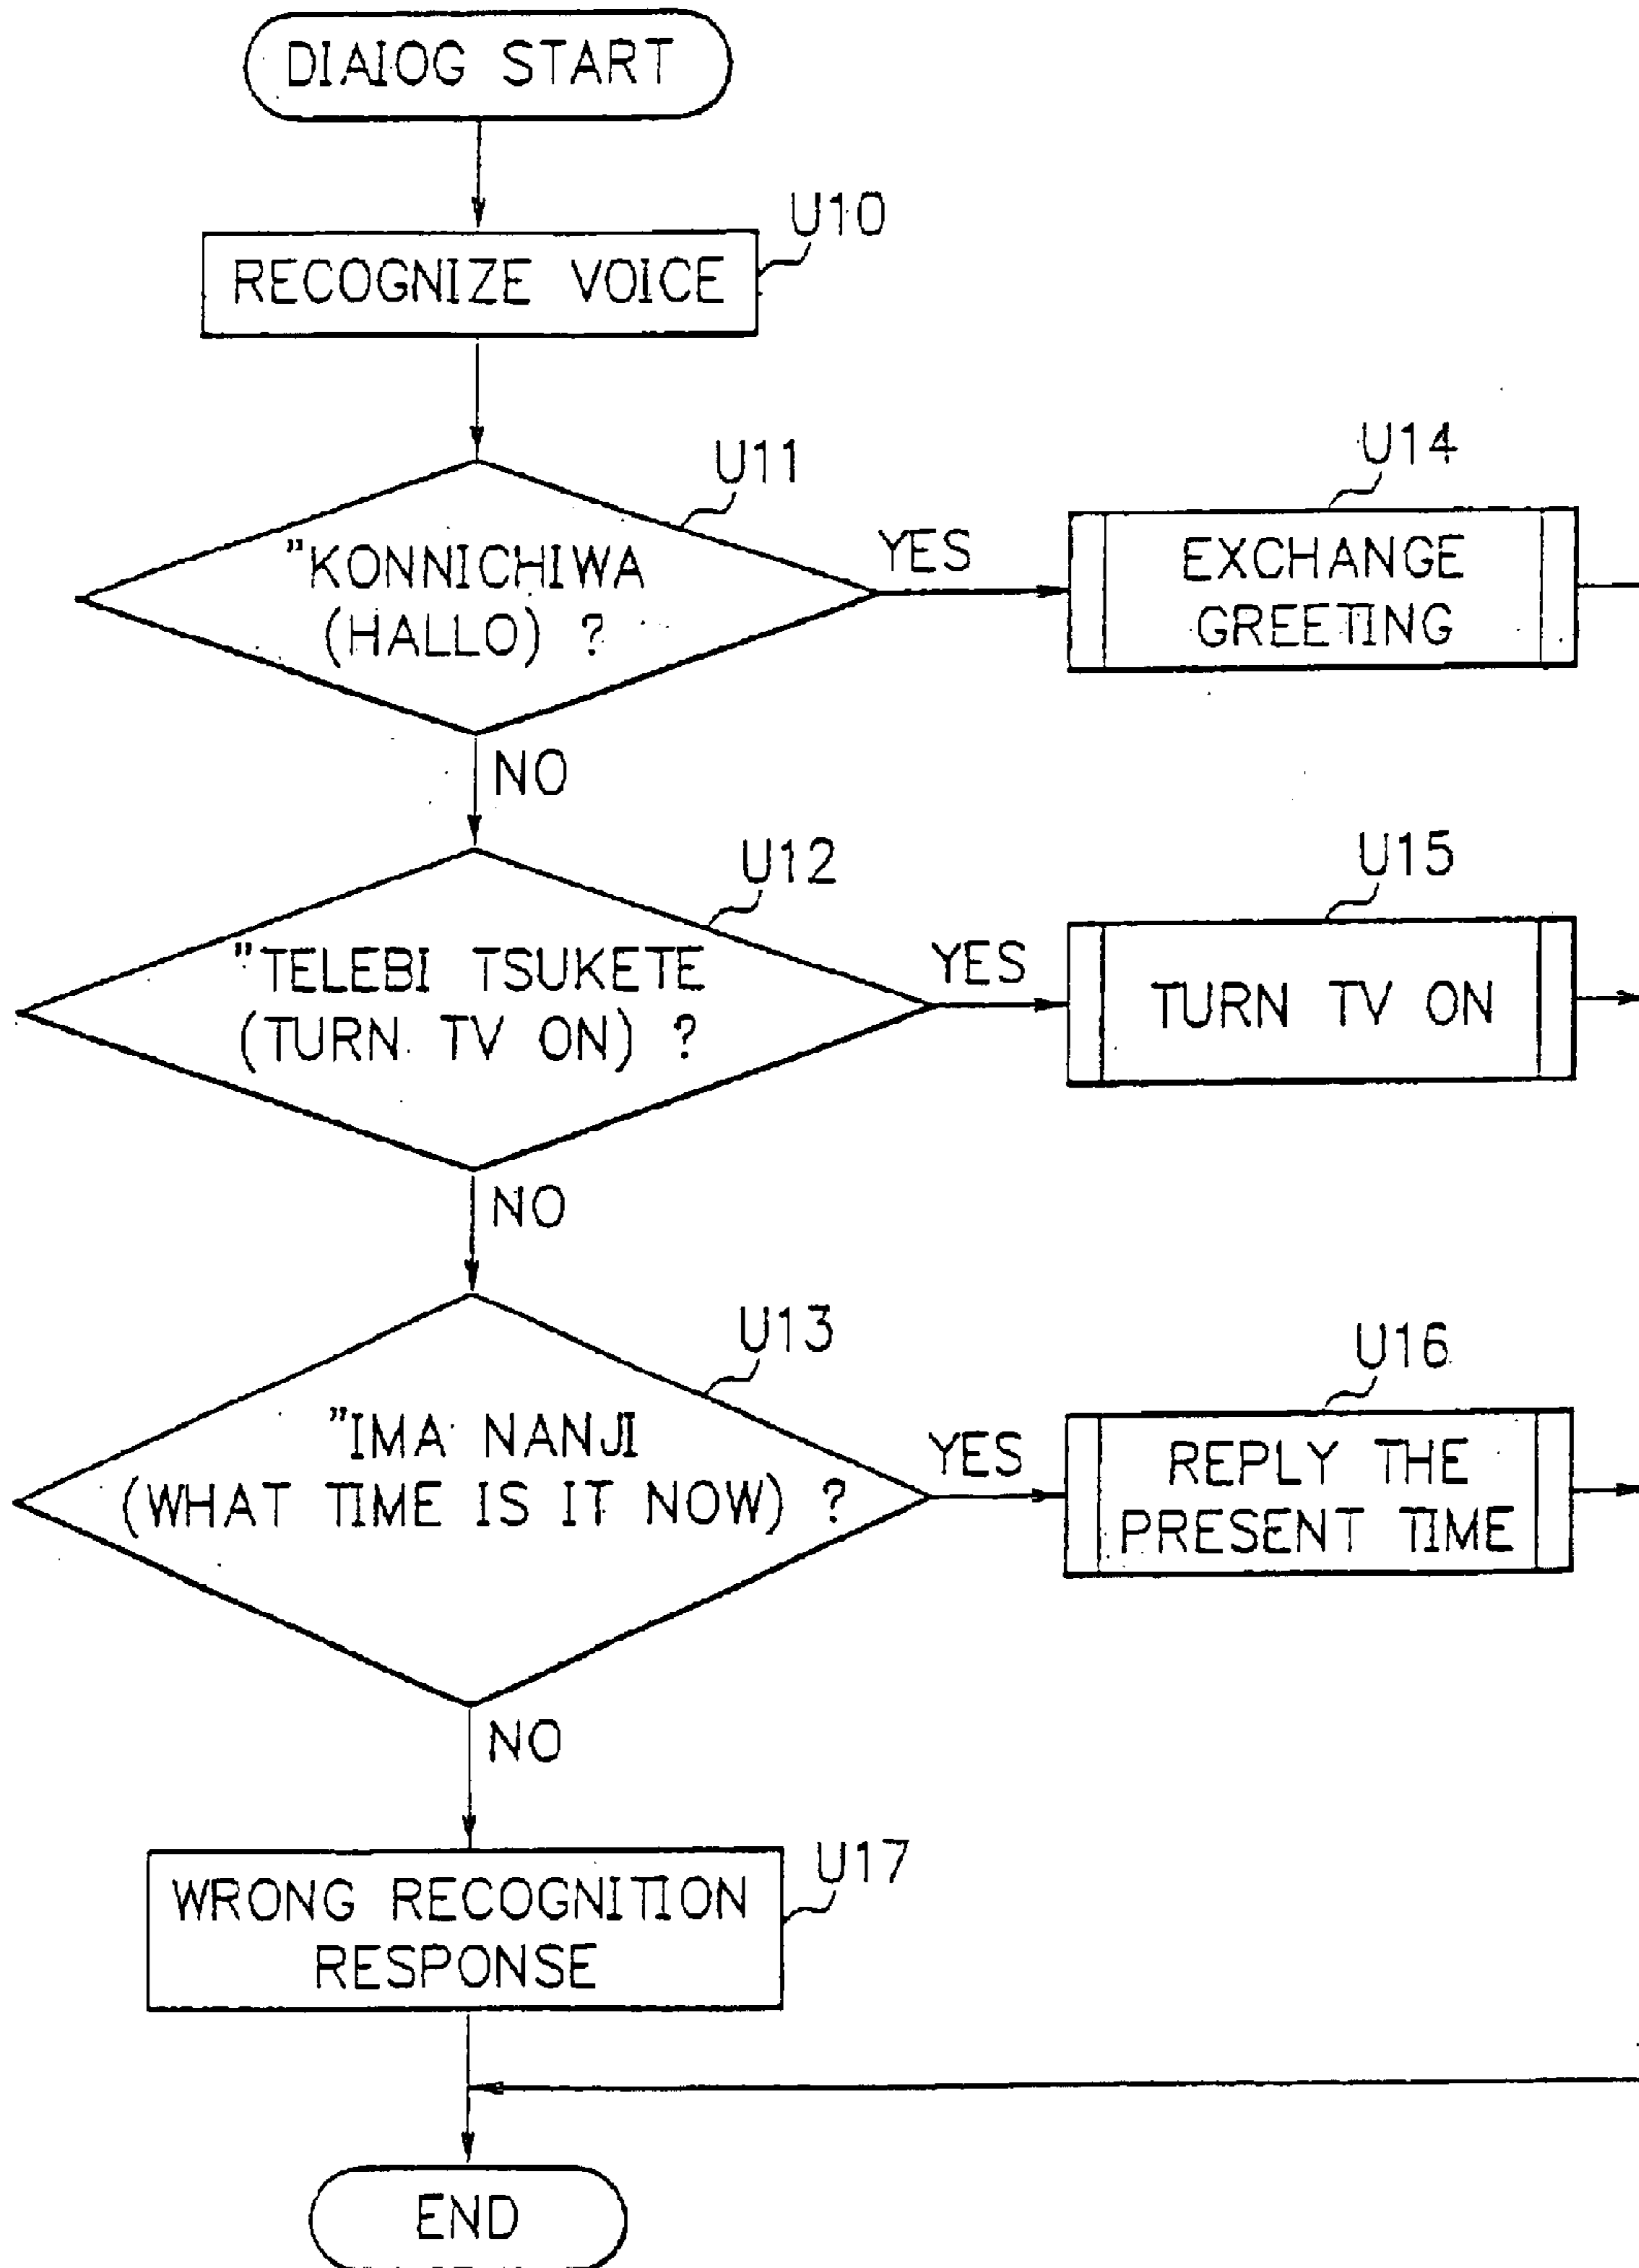 DIAIOG START
U10
RECOGNIZE VOICE
U11
"KONNICHIWA
(HALLO) ?
YES
U14
EXCHANGE
GREETING
NO
U12
"TELEBI TSUKETE
(TURN TV ON) ?
YES
U15
TURN TV ON
NO
U13
"IMA NANJI
(WHAT TIME IS IT NOW) ?
YES
U16
REPLY THE
PRESENT TIME
NO
U17
WRONG RECOGNITION
RESPONSE
END